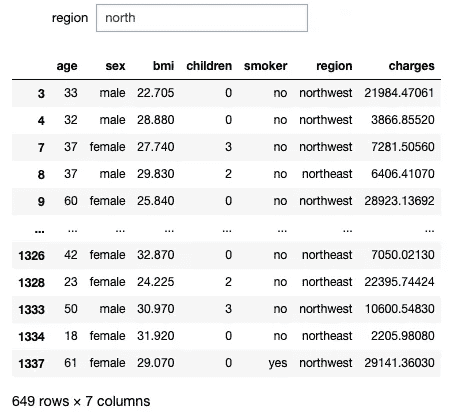 region north
age sex bmi children smoker region charges
3 33 male 22.705 0 no northwest 21984.47061
4 32 male 28.880 0 no northwest 3866.85520
7 37 female 27.740 3 no northwest 7281.50560
8 37 male 29.830 2 no northeast 6406.41070
9 60 female 25.840 0 no northwest 28923.13692
... ... ... ... ... ... ... ...
1326 42 female 32.870 0 no northeast 7050.02130
1328 23 female 24.225 2 no northeast 22395.74424
1333 50 male 30.970 3 no northwest 10600.54830
1334 18 female 31.920 0 no northeast 2205.98080
1337 61 female 29.070 0 yes northwest 29141.36030
649 rows × 7 columns